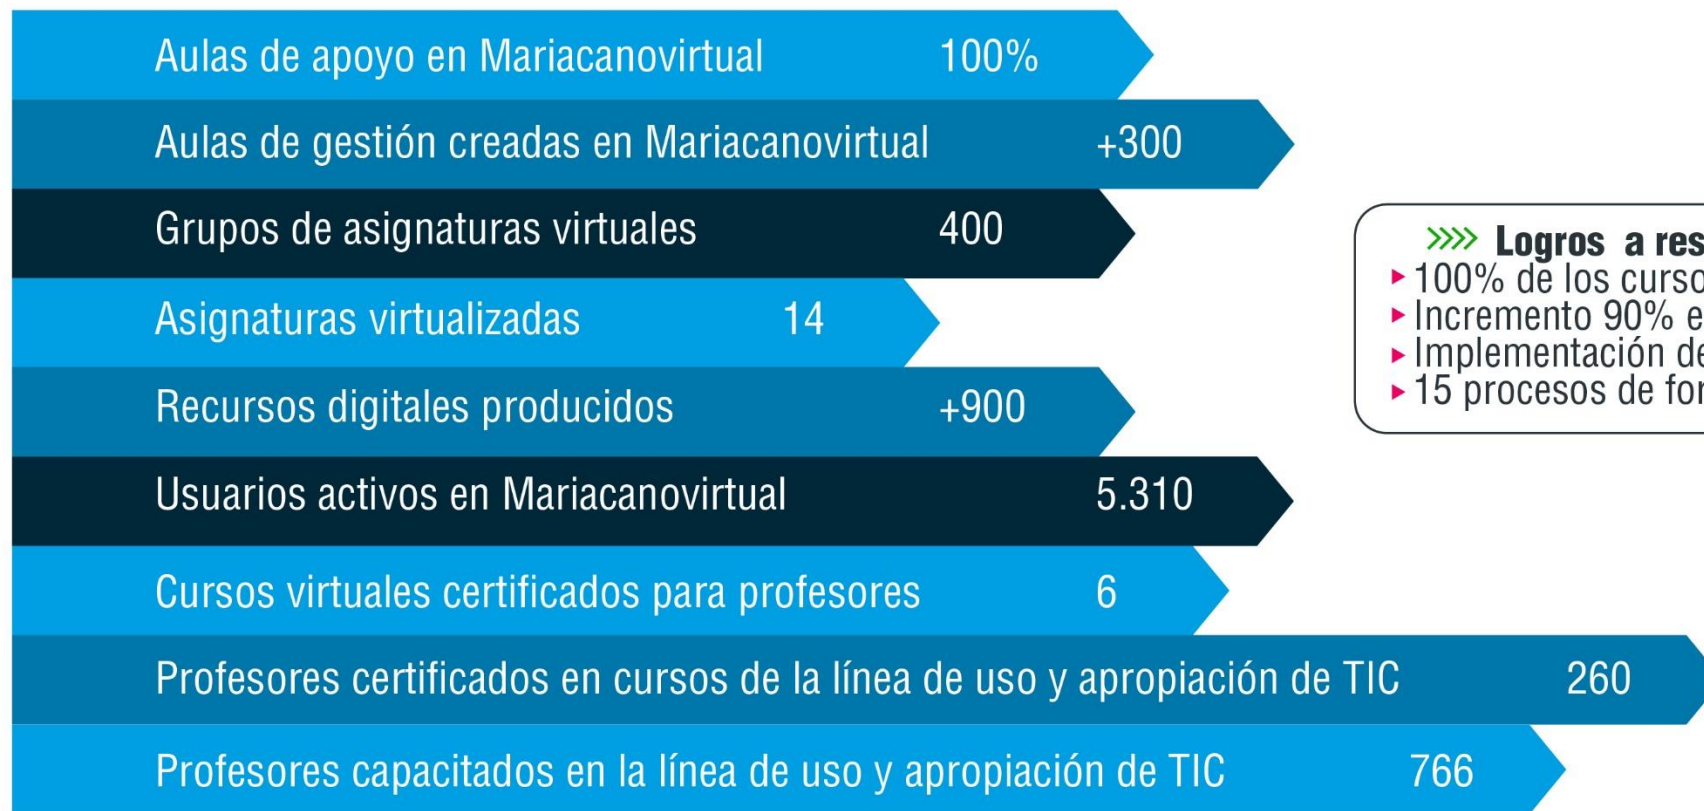 Aulas de apoyo en Mariacanovirtual 100%
Aulas de gestión creadas en Mariacanovirtual +300
Grupos de asignaturas virtuales 400
Asignaturas virtualizadas 14
Recursos digitales producidos +900
Usuarios activos en Mariacanovirtual 5.310
Cursos virtuales certificados para profesores 6
Profesores certificados en cursos de la línea de uso y apropiación de TIC 260
Profesores capacitados en la línea de uso y apropiación de TIC 766
Logros a
100% de los
Incremento 90%
Implementación
15 procesos de